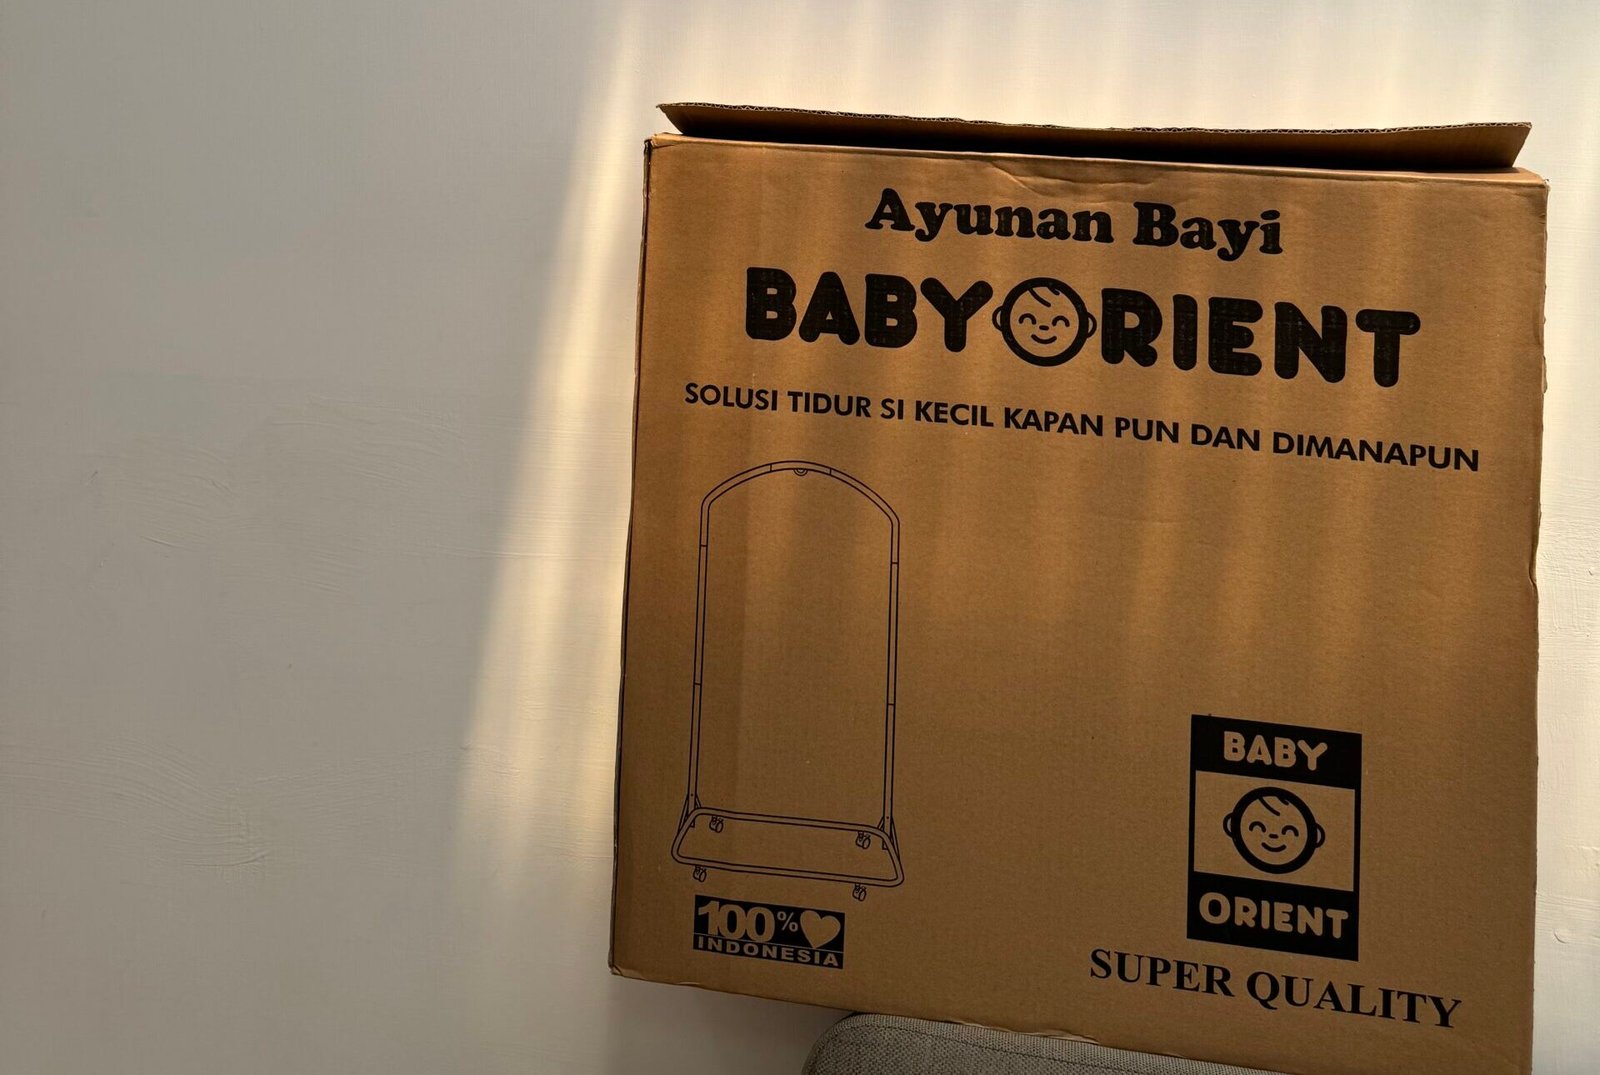 Ayunan Bayi
BABY ORIENT
SOLUSI TIDUR SI KECIL KAPAN PUN DAN DIMANAPUN
100%
INDONESIA
BABY
ORIENT
SUPER QUALITY